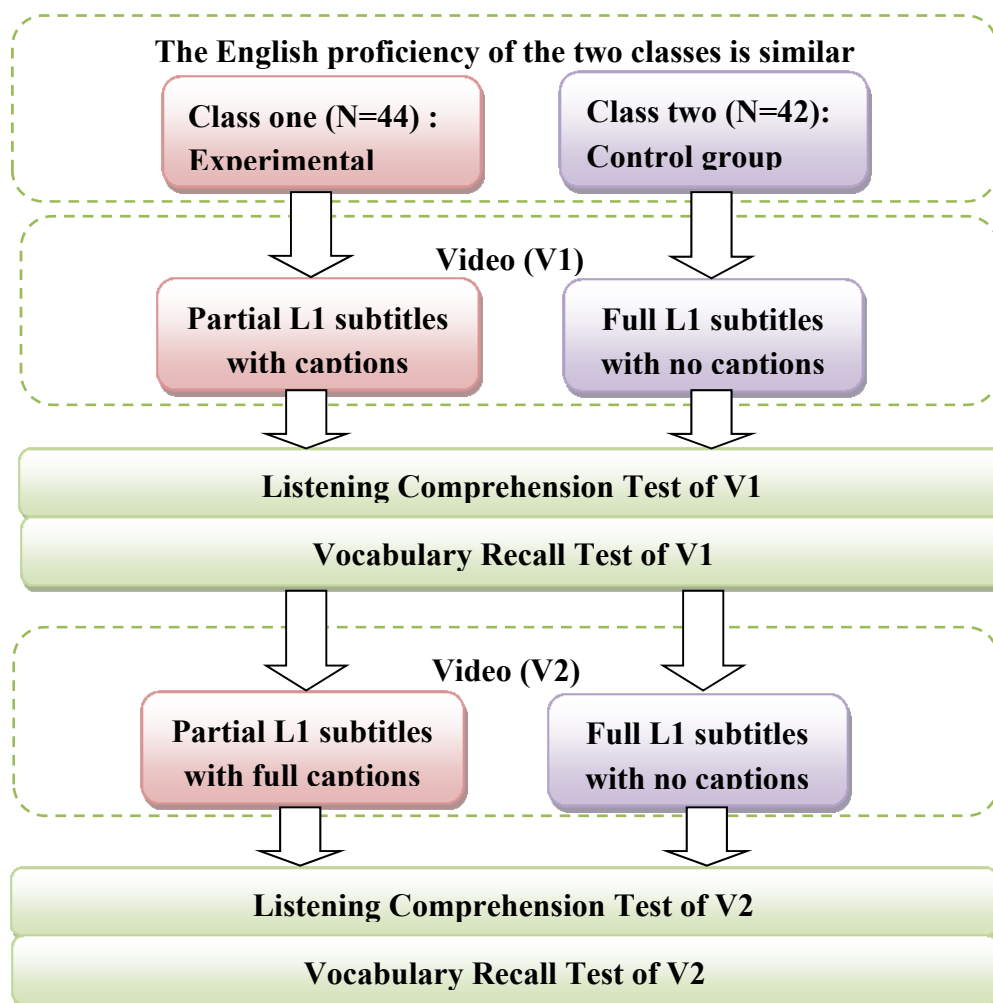 The English proficiency of the two classes is similar
Class one (N=44) :
Experimental
Class two (N=42):
Control group
Video (V1)
Partial L1 subtitles
with captions
Full L1 subtitles
with no captions
Listening Comprehension Test of V1
Vocabulary Recall Test of V1
Video (V2)
Partial L1 subtitles
with full captions
Full L1 subtitles
with no captions
Listening Comprehension Test of V2
Vocabulary Recall Test of V2